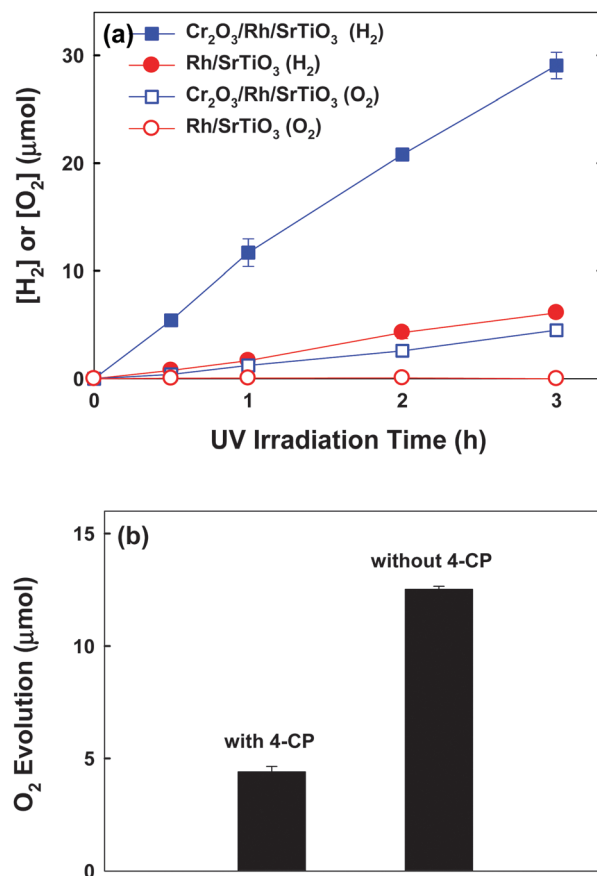 (a)
Cr₂O₃/Rh/SrTiO₃ (H₂)
Rh/SrTiO₃ (H₂)
Cr₂O₃/Rh/SrTiO₃ (O₂)
Rh/SrTiO₃ (O₂)
[H₂] or [O₂] (μmol)
30
20
10
0
0 1 2 3
UV Irradiation Time (h)
(b)
without 4-CP
with 4-CP
O₂ Evolution (μmol)
15
10
5
0